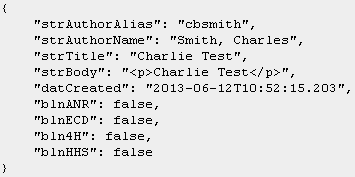 {
    "strAuthorAlias": "cbsmith",
    "strAuthorName": "Smith, Charles",
    "strTitle": "Charlie Test",
    "strBody": "<p>Charlie Test</p>",
    "datCreated": "2013-06-12T10:52:15.203",
    "blnANR": false,
    "blnECD": false,
    "bln4H": false,
    "blnHHS": false
}